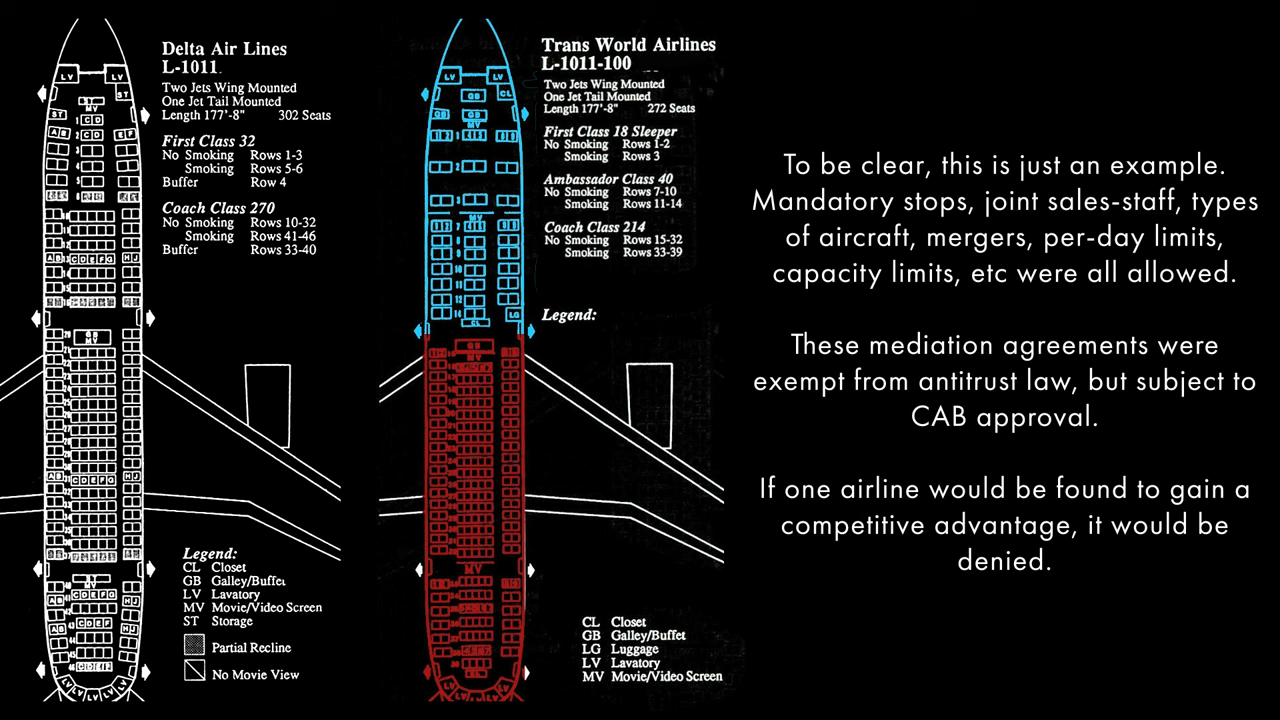 Delta Air Lines
L-1011
Two Jets Wing Mounted
One Jet Tail Mounted
Length 177'-8" 302 Seats
First Class 32
No Smoking Rows 1-3
Smoking Rows 5-6
Buffer Row 4
Coach Class 270
No Smoking Rows 10-32
Smoking Rows 41-46
Buffer Rows 33-40
Legend:
CL Closet
GB Galley/Buffet
LV Lavatory
MV Movie/Video Screen
ST Storage
Partial Recline
No Movie View
Trans World Airlines
L-1011-100
Two Jets Wing Mounted
One Jet Tail Mounted
Length 177'-8" 272 Seats
First Class 18 Sleeper
No Smoking Rows 1-2
Smoking Rows 3
Ambassador Class 40
No Smoking Rows 7-10
Smoking Rows 11-14
Coach Class 214
No Smoking Rows 15-32
Smoking Rows 33-39
Legend:
CL Closet
GB Galley/Buffet
LG Luggage
LV Lavatory
MV Movie/Video Screen
To be clear, this is just an example.
Mandatory stops, joint sales-staff, types
of aircraft, mergers, per-day limits,
capacity limits, etc were all allowed.
These mediation agreements were
exempt from antitrust law, but subject to
CAB approval.
If one airline would be found to gain a
competitive advantage, it would be
denied.